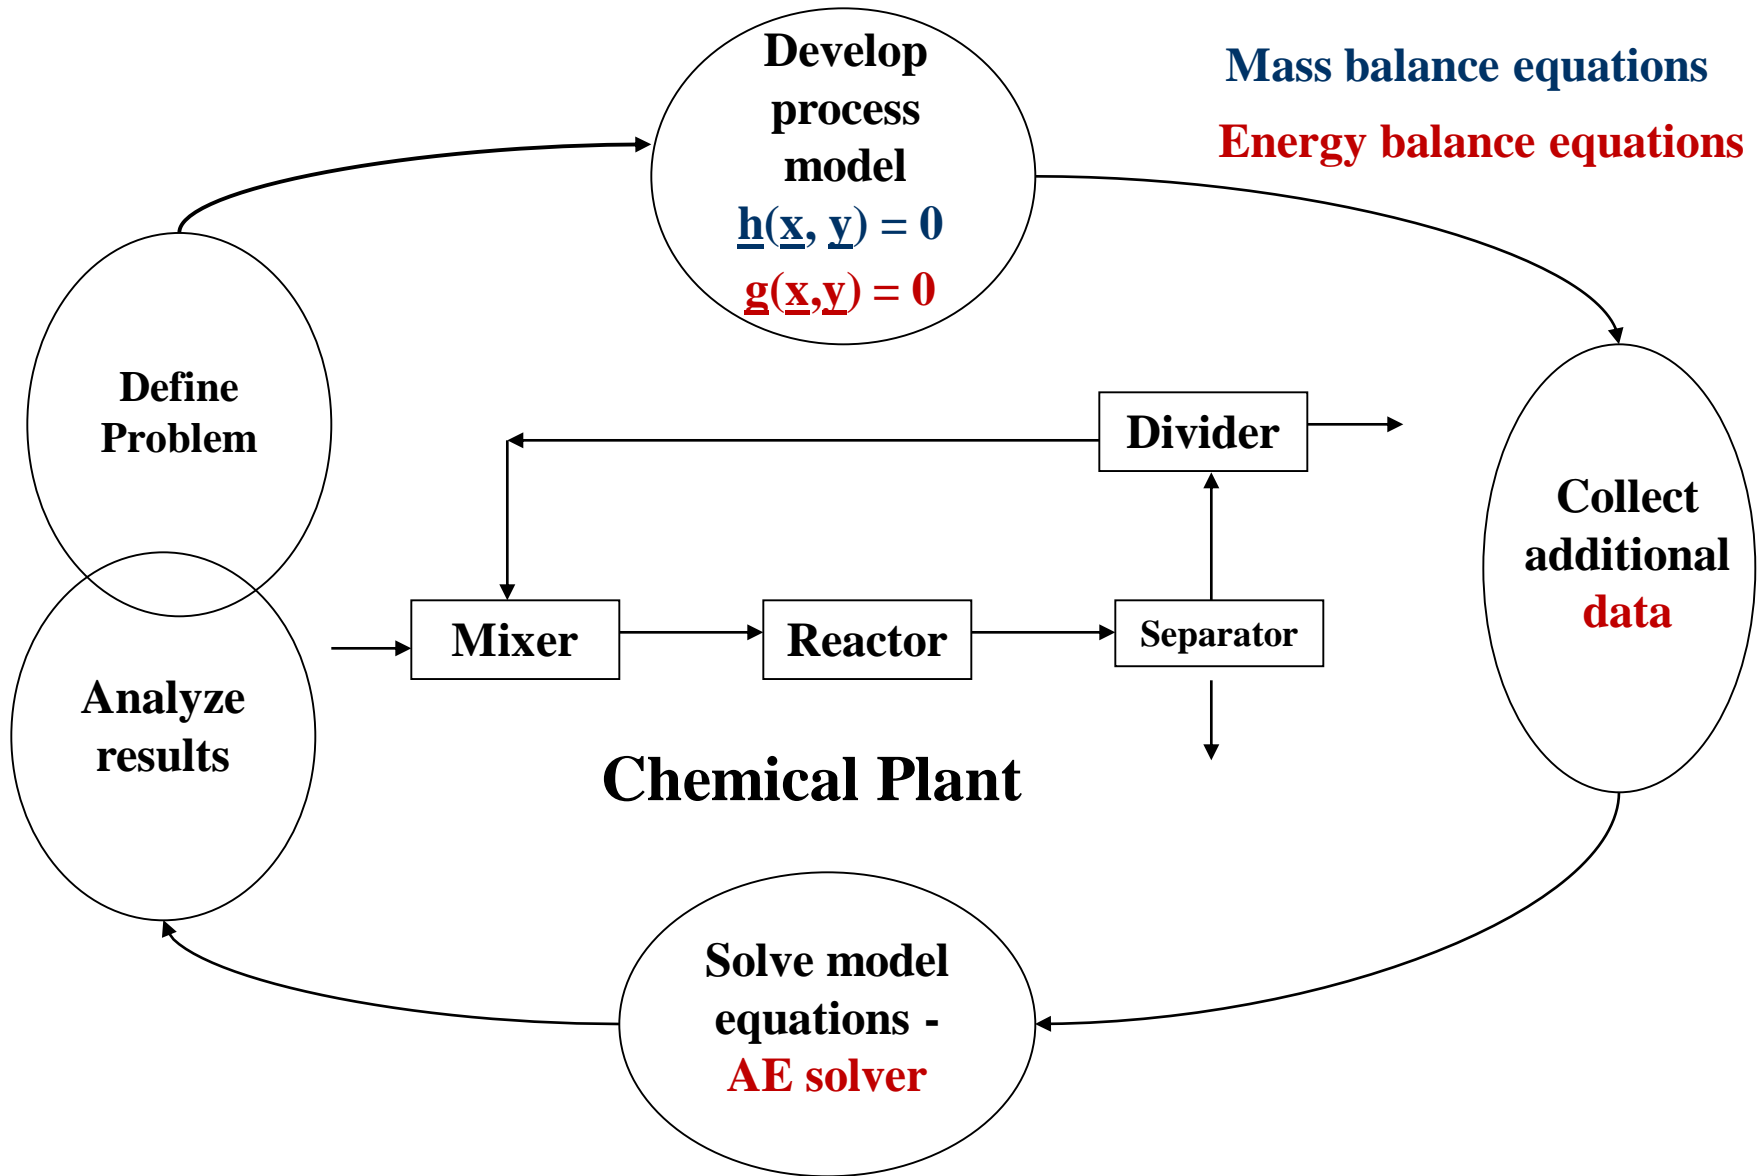 Develop
process
model
h(x, y) = 0
g(x,y) = 0
Mass balance equations
Energy balance equations
Define
Problem
Divider
Collect
additional
data
Mixer
Reactor
Separator
Analyze
results
Chemical Plant
Solve model
equations -
AE solver